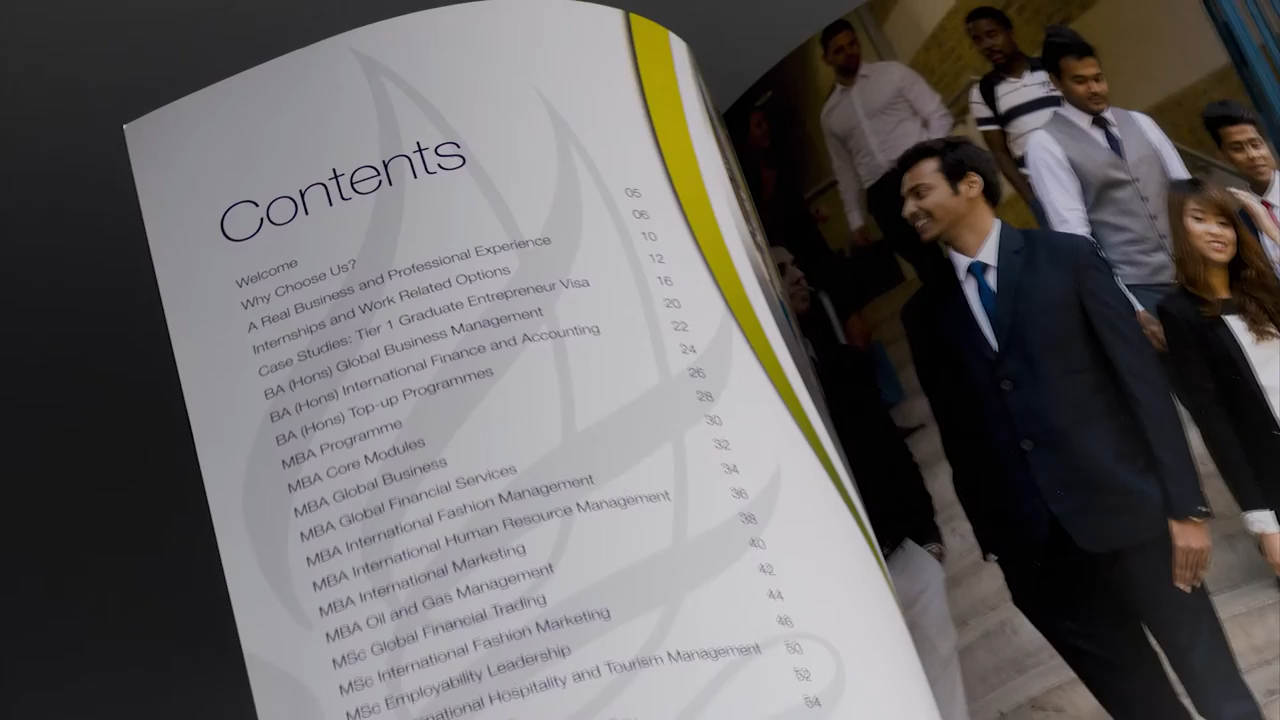 Contents
Welcome 05
Why Choose Us? 06
A Real Business and Professional Experience 10
Internships and Work Related Options 12
Case Studies: Tier 1 Graduate Entrepreneur Visa 16
BA (Hons) Global Business Management 20
BA (Hons) International Finance and Accounting 22
BA (Hons) Top-up Programmes 24
MBA Programme 26
MBA Core Modules 28
MBA Global Business 30
MBA Global Financial Services 32
MBA International Fashion Management 34
MBA International Human Resource Management 36
MBA International Marketing 38
MBA Oil and Gas Management 40
MSc Global Financial Trading 42
MSc International Fashion Marketing 44
MSc Employability Leadership 46
Hospitality and Tourism Management 50
52
54